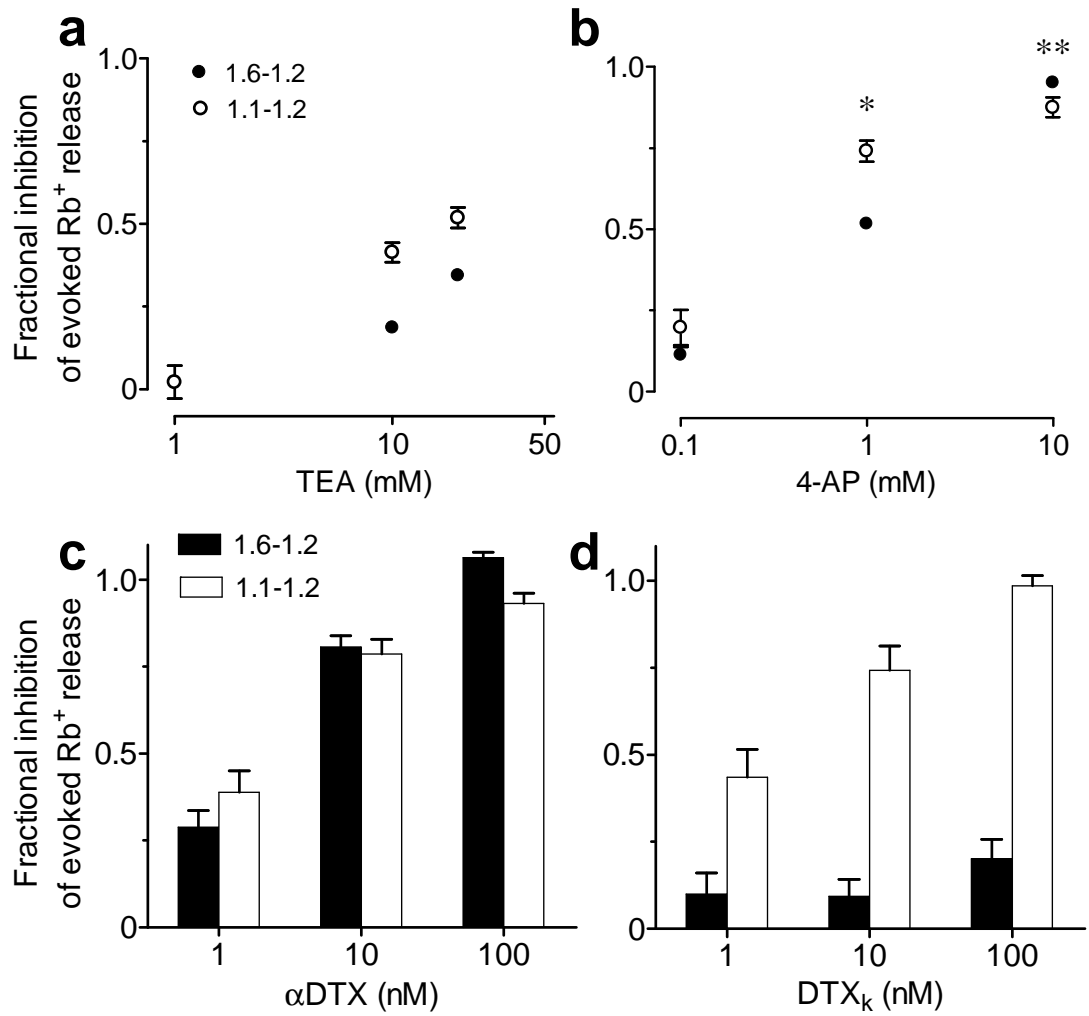 a
1.0
0.5
0
1.6-1.2
1.1-1.2
Fractional inhibition
of evoked Rb⁺ release
1
10
50
TEA (mM)
b
1.0
0.5
0
*
**
0.1
1
10
4-AP (mM)
c
1.0
0.5
0
1.6-1.2
1.1-1.2
Fractional inhibition
of evoked Rb⁺ release
1
10
100
αDTX (nM)
d
1.0
0.5
0
1
10
100
DTXₖ (nM)